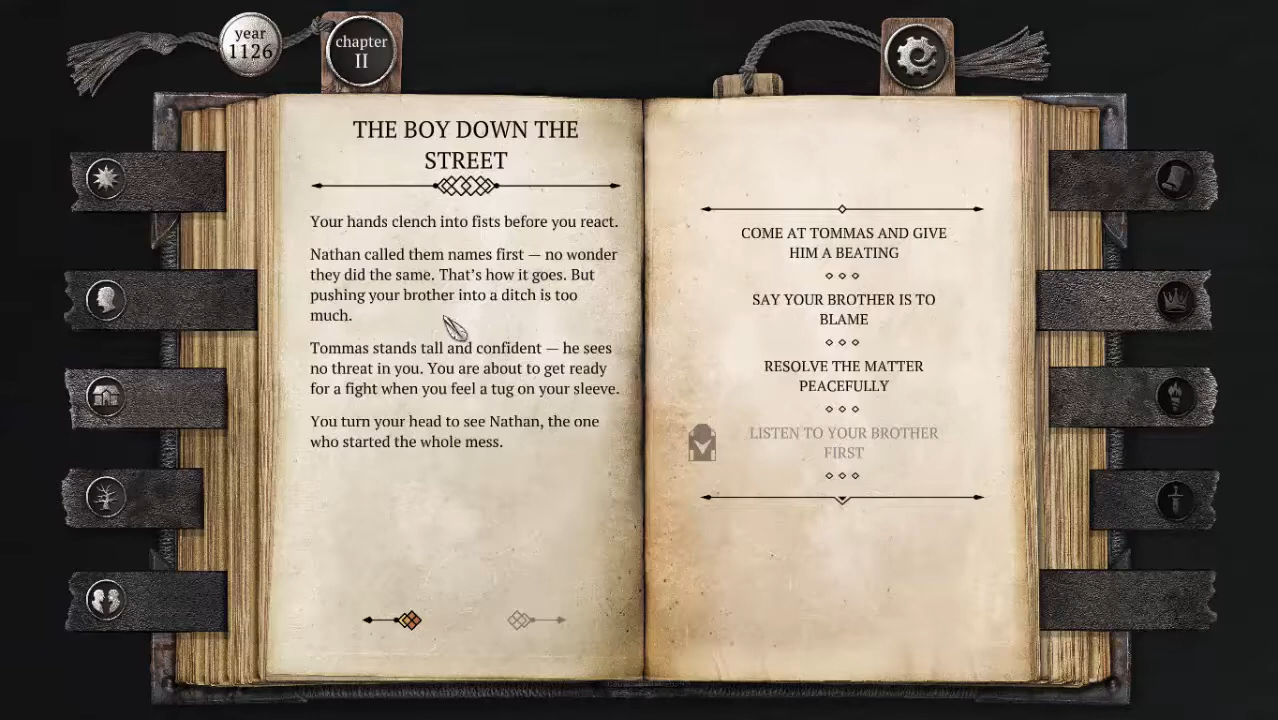 year
1126
chapter
II
THE BOY DOWN THE
STREET
Your hands clench into fists before you react.
Nathan called them names first — no wonder
they did the same. That's how it goes. But
pushing your brother into a ditch is too
much.
Tommas stands tall and confident — he sees
no threat in you. You are about to get ready
for a fight when you feel a tug on your sleeve.
You turn your head to see Nathan, the one
who started the whole mess.
COME AT TOMMAS AND GIVE
HIM A BEATING
SAY YOUR BROTHER IS TO
BLAME
RESOLVE THE MATTER
PEACEFULLY
LISTEN TO YOUR BROTHER
FIRST